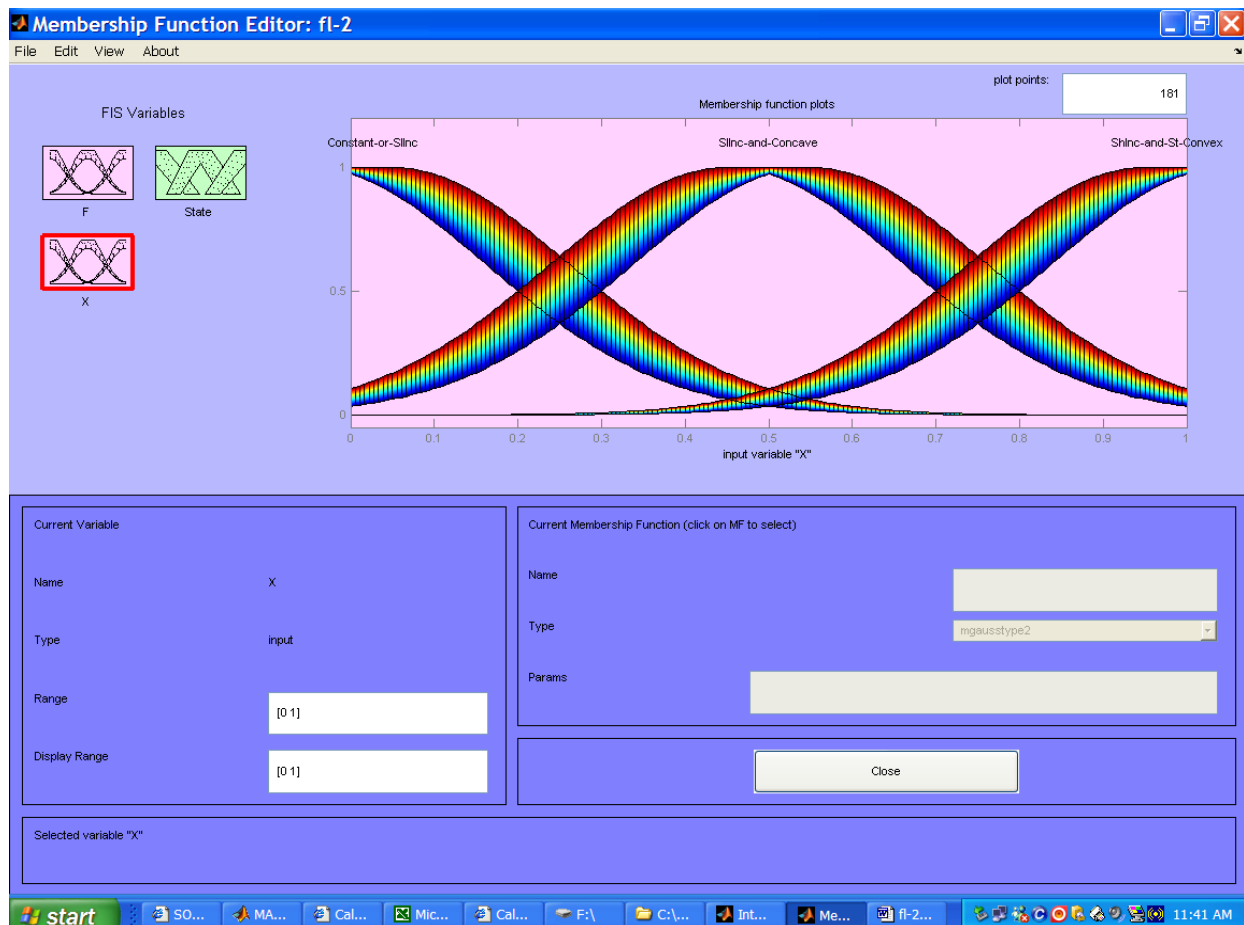 Membership Function Editor: fl-2
File Edit View About
plot points:
181
FIS Variables
Membership function plots
Constant-or-SlInc
SlInc-and-Concave
ShInc-and-St-Convex
F
State
X
1
0.5
0
0 0.1 0.2 0.3 0.4 0.5 0.6 0.7 0.8 0.9 1
input variable "X"
Current Variable
Name X
Type input
Range [0 1]
Display Range [0 1]
Current Membership Function (click on MF to select)
Name
Type mgausstype2
Params
Close
Selected variable "X"
start SO... MA... Cal... Mic... Cal... F:\ C:\... Int... Me... fl-2... 11:41 AM